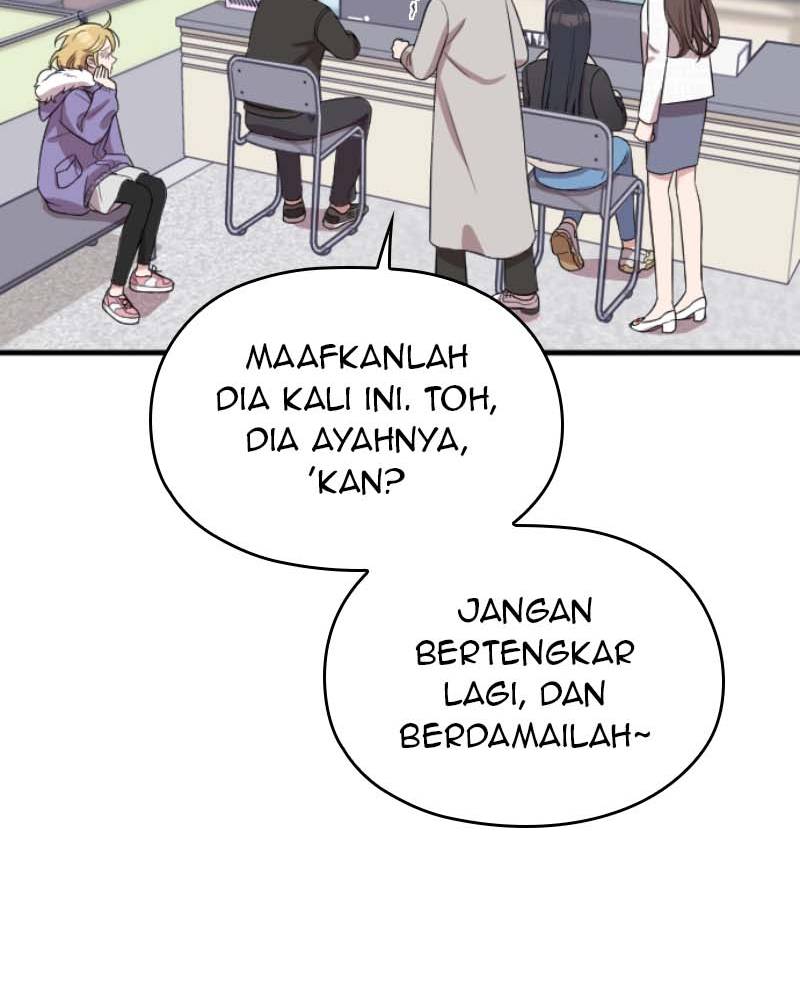 MAAFKANLAH
DIA KALI INI. TOH,
DIA AYAHNYA,
'KAN?
JANGAN
BERTENGKAR
LAGI, DAN
BERDAMAILAH~